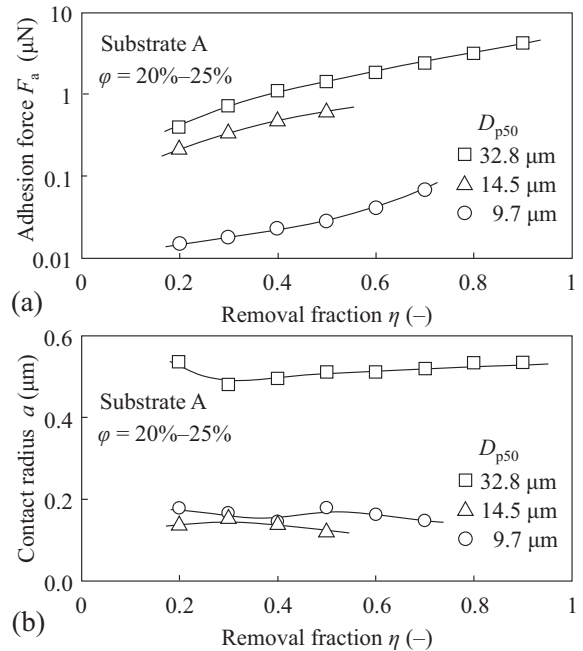 10
1
0.1
0.01
Adhesion force Fₐ (μN)
Substrate A
φ = 20%–25%
Dp50
32.8 μm
14.5 μm
9.7 μm
0 0.2 0.4 0.6 0.8 1
(a)
Removal fraction η (–)
0.6
0.4
0.2
0.0
Contact radius a (μm)
Substrate A
φ = 20%–25%
Dp50
32.8 μm
14.5 μm
9.7 μm
0 0.2 0.4 0.6 0.8 1
(b)
Removal fraction η (–)